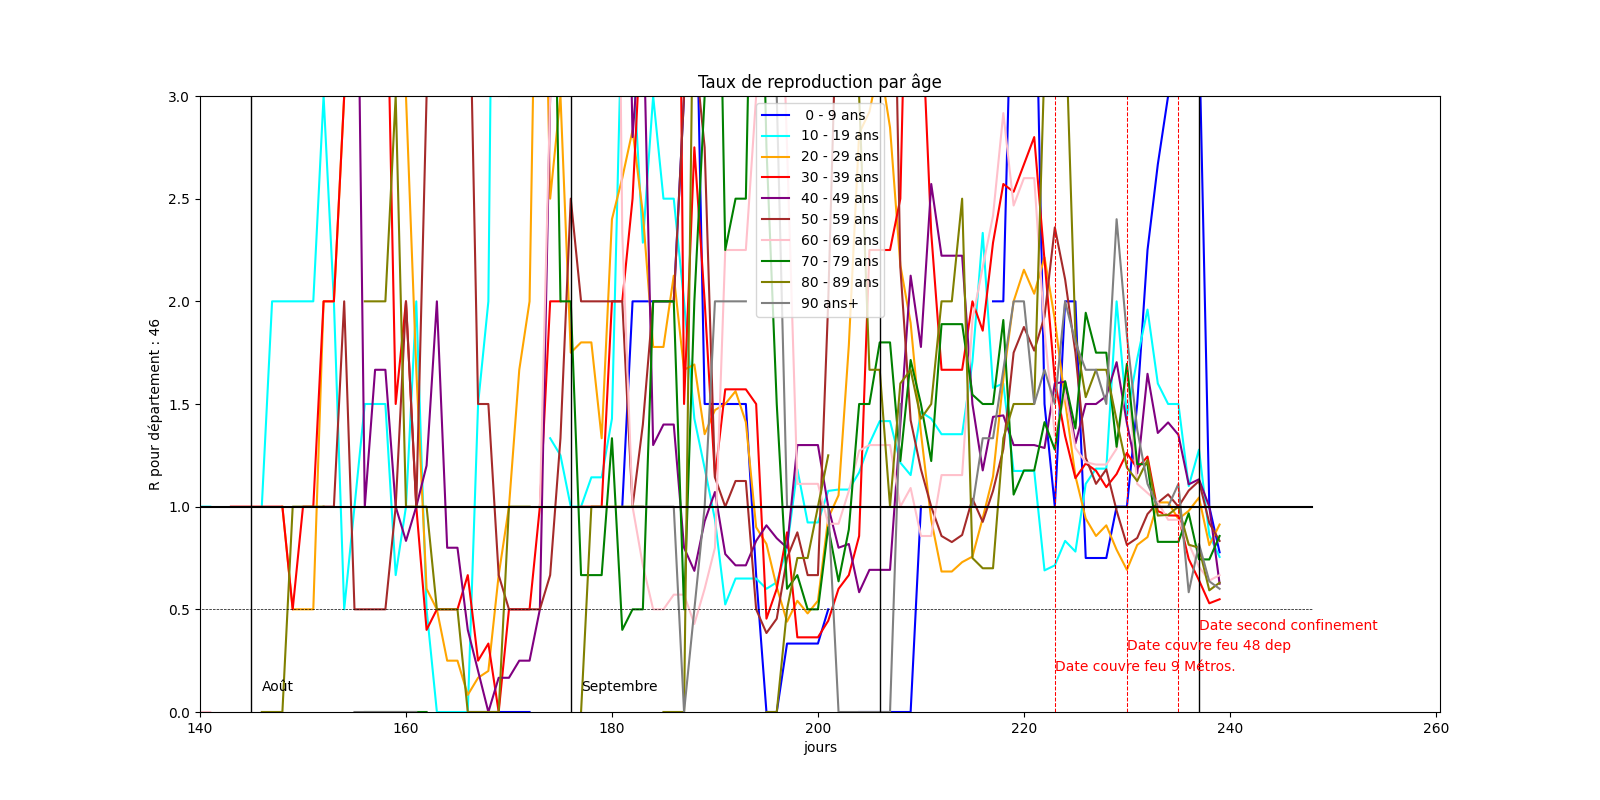 Taux de reproduction par âge
R pour département : 46
3.0
2.5
2.0
1.5
1.0
0.5
0.0
0 - 9 ans
10 - 19 ans
20 - 29 ans
30 - 39 ans
40 - 49 ans
50 - 59 ans
60 - 69 ans
70 - 79 ans
80 - 89 ans
90 ans+
Date second confinement
Date couvre feu 48 dep
Date couvre feu 9 Métros.
Août
Septembre
140
160
180
200
220
240
260
jours